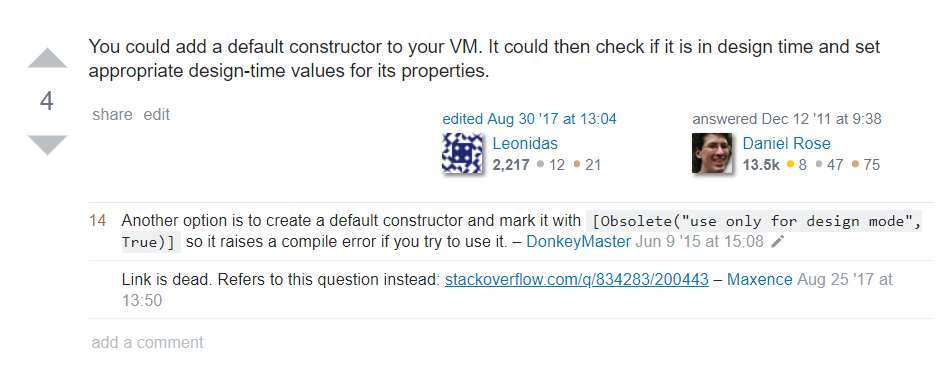 You could add a default constructor to your VM. It could then check if it is in design time and set
appropriate design-time values for its properties.
4
share edit
edited Aug 30 '17 at 13:04
Leonidas
2,217 12 21
answered Dec 12 '11 at 9:38
Daniel Rose
13.5k 8 47 75
14 Another option is to create a default constructor and mark it with [Obsolete("use only for design mode",
True)] so it raises a compile error if you try to use it. – DonkeyMaster Jun 9 '15 at 15:08
Link is dead. Refers to this question instead: stackoverflow.com/q/834283/200443 – Maxence Aug 25 '17 at
13:50
add a comment